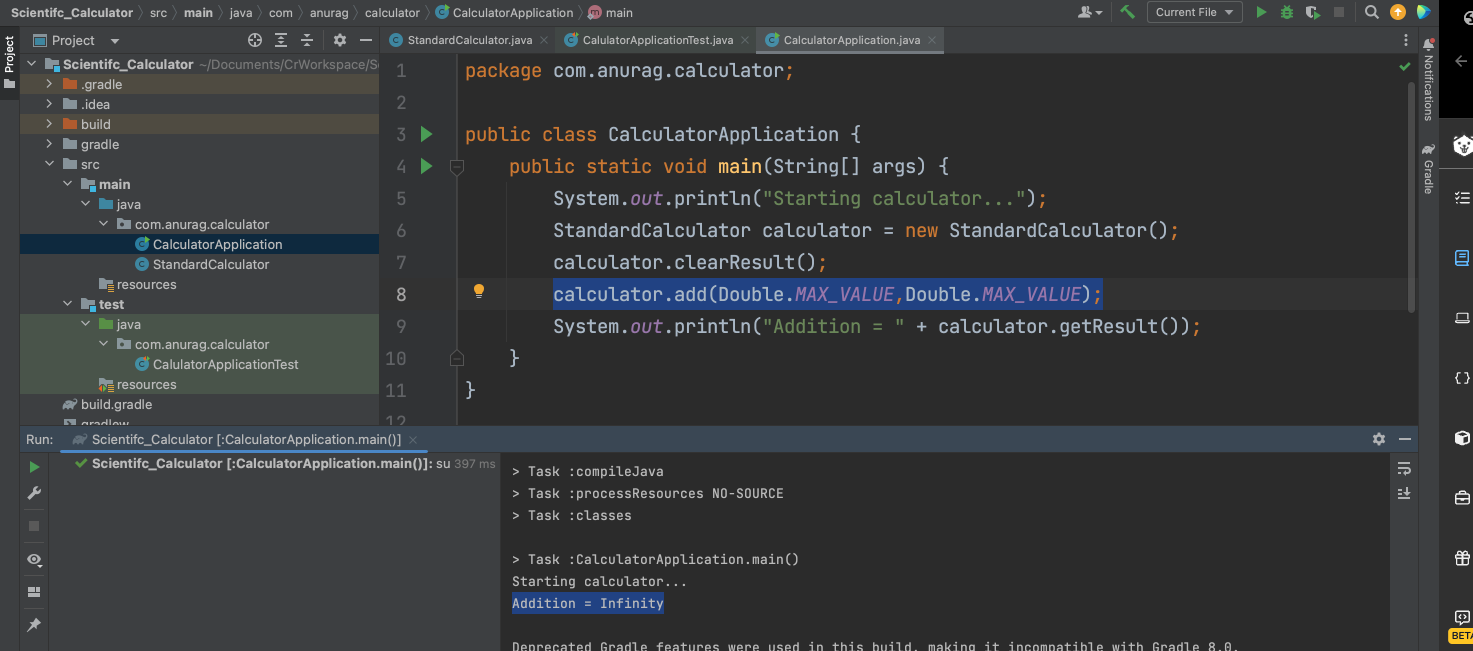 Scientifc_Calculator src main java com anurag calculator CalculatorApplication main
Current File
Project
Project
Scientifc_Calculator ~/Documents/CrWorkspace/S
.gradle
.idea
build
gradle
src
main
java
com.anurag.calculator
CalculatorApplication
StandardCalculator
resources
test
java
com.anurag.calculator
CalulatorApplicationTest
resources
build.gradle
gradlew
StandardCalculator.java CalulatorApplicationTest.java CalculatorApplication.java
1 package com.anurag.calculator;
2
3 public class CalculatorApplication {
4 public static void main(String[] args) {
5 System.out.println("Starting calculator...");
6 StandardCalculator calculator = new StandardCalculator();
7 calculator.clearResult();
8 calculator.add(Double.MAX_VALUE,Double.MAX_VALUE);
9 System.out.println("Addition = " + calculator.getResult());
10 }
11 }
12
Notifications
Gradle
Run: Scientifc_Calculator [:CalculatorApplication.main()]
Scientifc_Calculator [:CalculatorApplication.main()]: su 397 ms
> Task :compileJava
> Task :processResources NO-SOURCE
> Task :classes
> Task :CalculatorApplication.main()
Starting calculator...
Addition = Infinity
Deprecated Gradle features were used in this build, making it incompatible with Gradle 8.0.
BETA